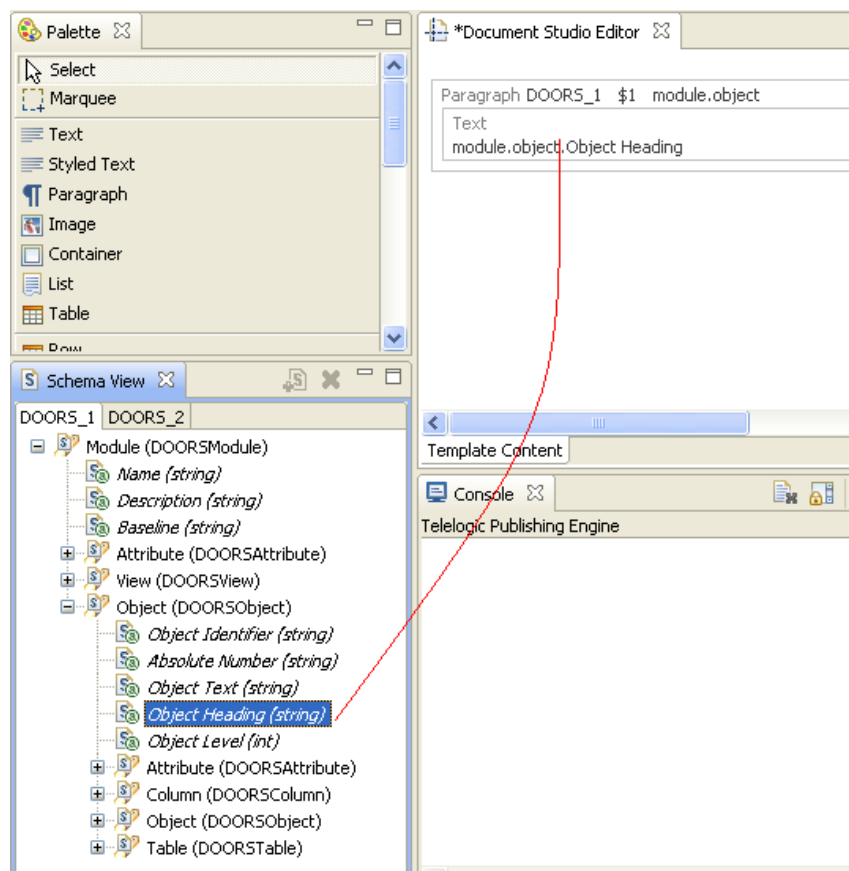 Palette
Select
Marquee
Text
Styled Text
Paragraph
Image
Container
List
Table
Row
Schema View
DOORS_1 DOORS_2
Module (DOORSModule)
Name (string)
Description (string)
Baseline (string)
Attribute (DOORSAttribute)
View (DOORSView)
Object (DOORSObject)
Object Identifier (string)
Absolute Number (string)
Object Text (string)
Object Heading (string)
Object Level (int)
Attribute (DOORSAttribute)
Column (DOORSColumn)
Object (DOORSObject)
Table (DOORSTable)
*Document Studio Editor
Paragraph DOORS_1 $1 module.object
Text
module.object.Object Heading
Template Content
Console
Telelogic Publishing Engine